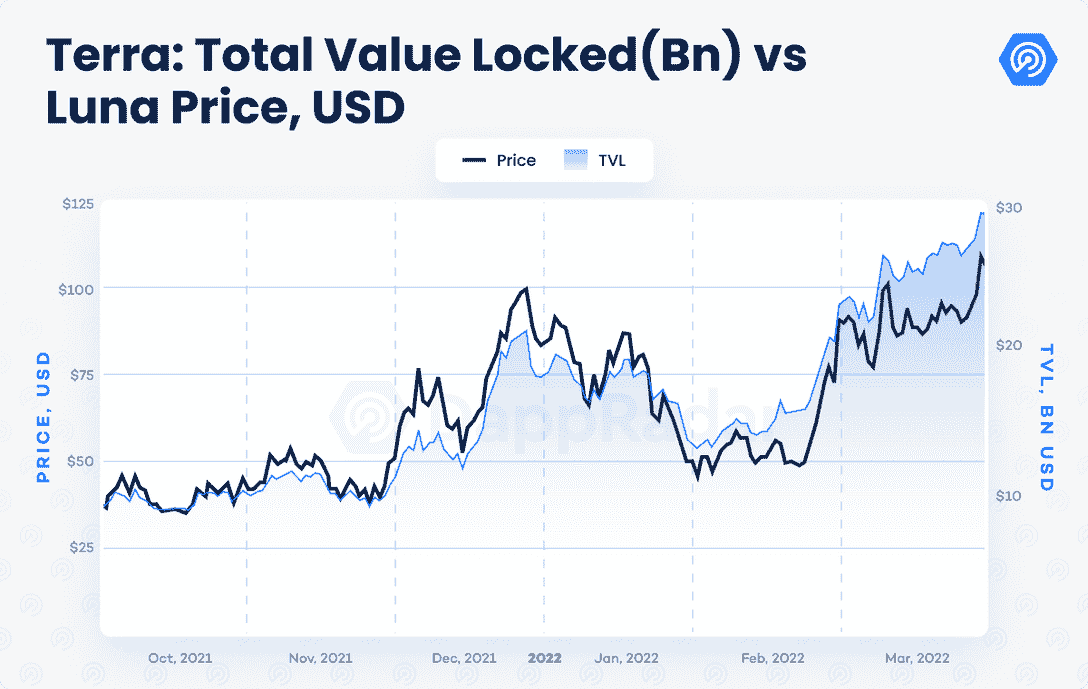 Terra: Total Value Locked(Bn) vs
Luna Price, USD
Price TVL
$125
$100
$75
$50
$25
PRICE, USD
$30
$20
$10
TVL, BN USD
DappRadar
Oct, 2021 Nov, 2021 Dec, 2021 2022 Jan, 2022 Feb, 2022 Mar, 2022